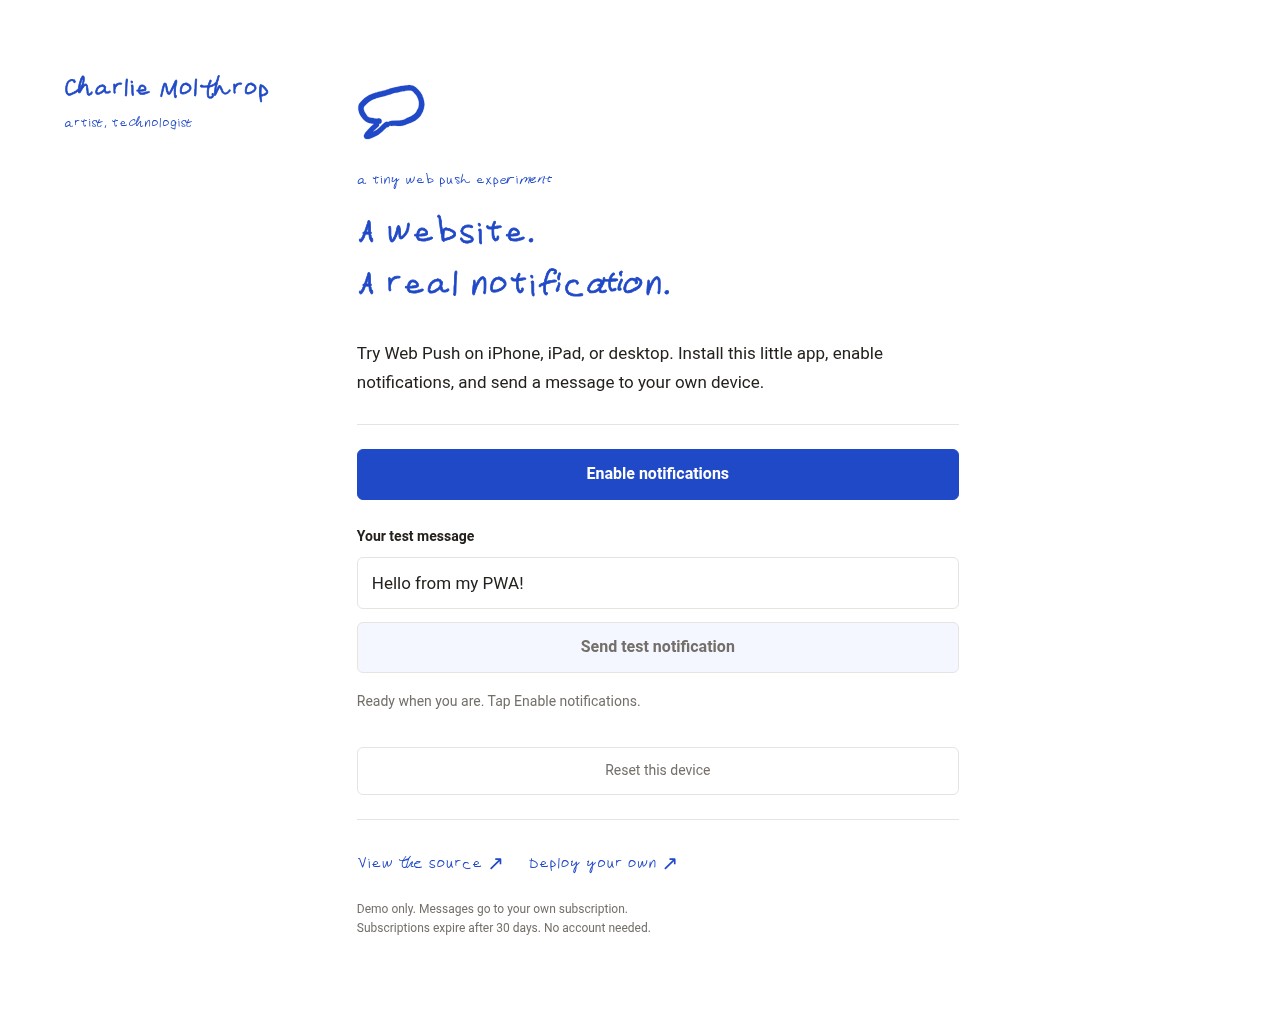 Charlie Molthrop
artist, technologist
a tiny web push experiment
A website.
A real notification.
Try Web Push on iPhone, iPad, or desktop. Install this little app, enable
notifications, and send a message to your own device.
Enable notifications
Your test message
Hello from my PWA!
Send test notification
Ready when you are. Tap Enable notifications.
Reset this device
View the source ↗ Deploy your own ↗
Demo only. Messages go to your own subscription.
Subscriptions expire after 30 days. No account needed.